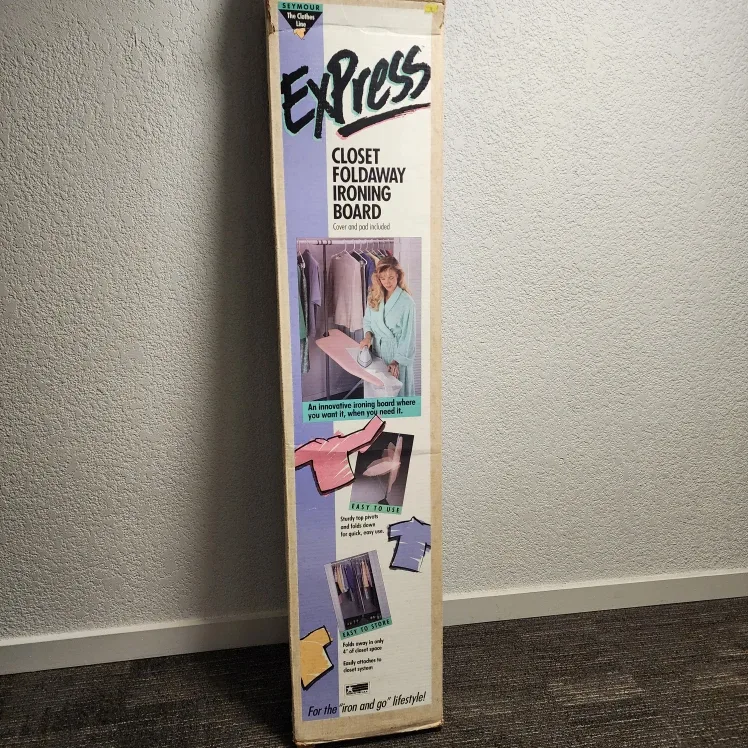 SEYMOUR
The Clothes
Line
ExPress
CLOSET
FOLDAWAY
IRONING
BOARD
Cover and pad included
An innovative ironing board where
you want it, when you need it.
EASY TO USE
Sturdy top pivots
and folds down
for quick, easy use.
EASY TO STORE
Folds away in only
4" of closet space
Easily attaches to
closet system
For the "iron and go" lifestyle!